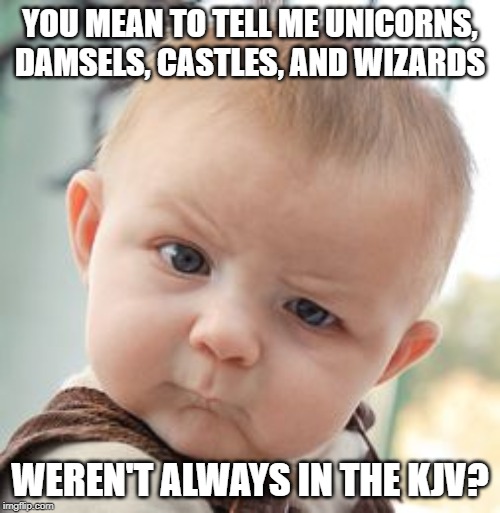 YOU MEAN TO TELL ME UNICORNS,
DAMSELS, CASTLES, AND WIZARDS
WEREN'T ALWAYS IN THE KJV?
imgflip.com